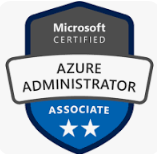 Microsoft
CERTIFIED
AZURE
ADMINISTRATOR
ASSOCIATE